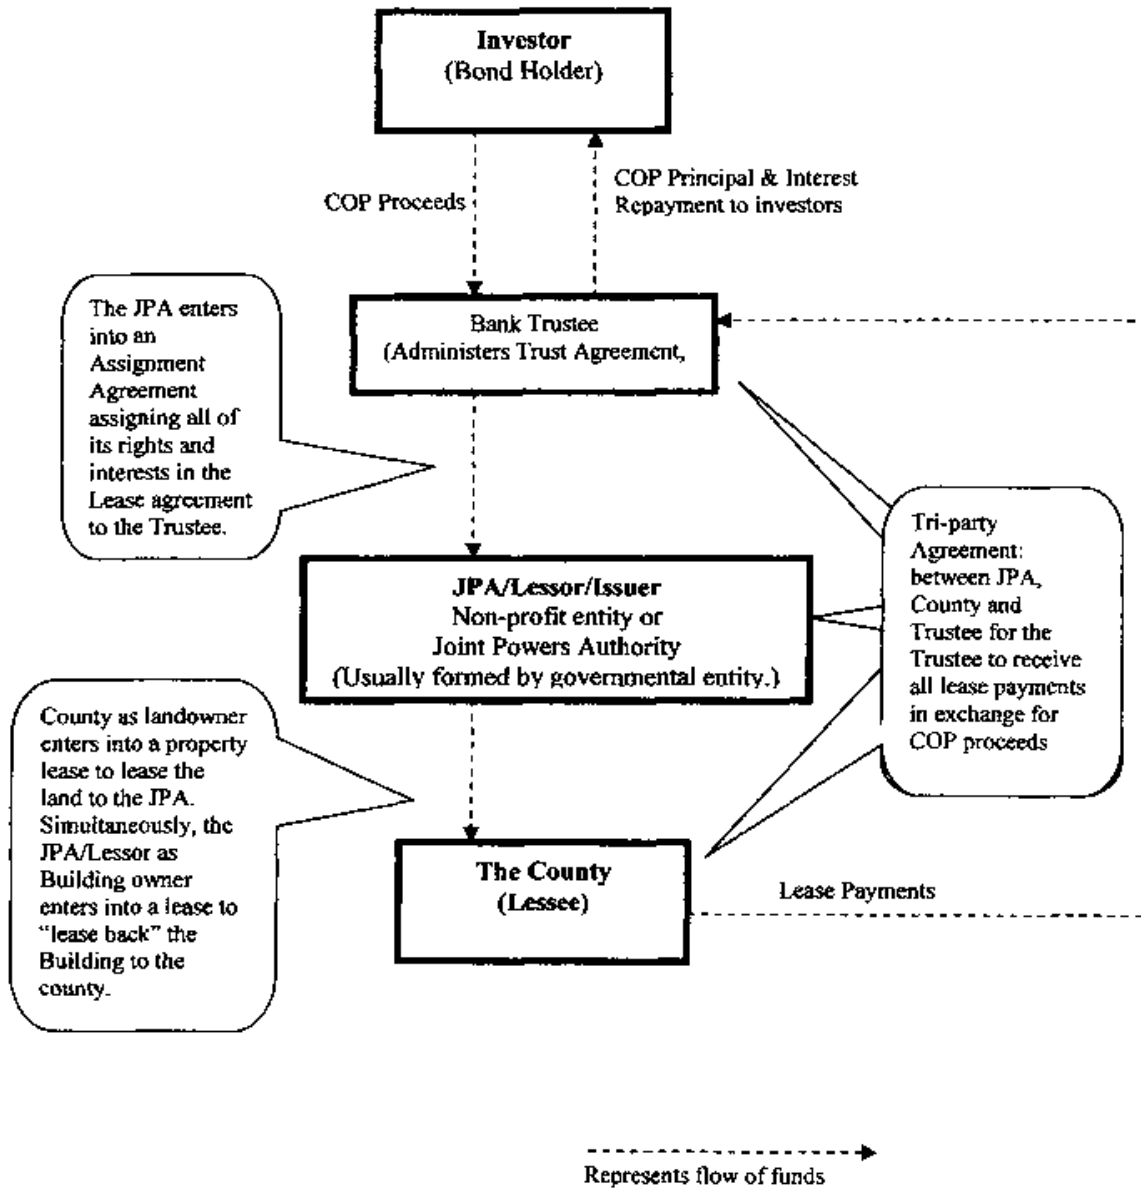 Investor
(Bond Holder)
COP Proceeds
COP Principal & Interest
Repayment to investors
The JPA enters
into an
Assignment
Agreement
assigning all of
its rights and
interests in the
Lease agreement
to the Trustee.
Bank Trustee
(Administers Trust Agreement,
JPA/Lessor/Issuer
Non-profit entity or
Joint Powers Authority
(Usually formed by governmental entity.)
Tri-party
Agreement:
between JPA,
County and
Trustee for the
Trustee to receive
all lease payments
in exchange for
COP proceeds
County as landowner
enters into a property
lease to lease the
land to the JPA.
Simultaneously, the
JPA/Lessor as
Building owner
enters into a lease to
“lease back” the
Building to the
county.
The County
(Lessee)
Lease Payments
Represents flow of funds